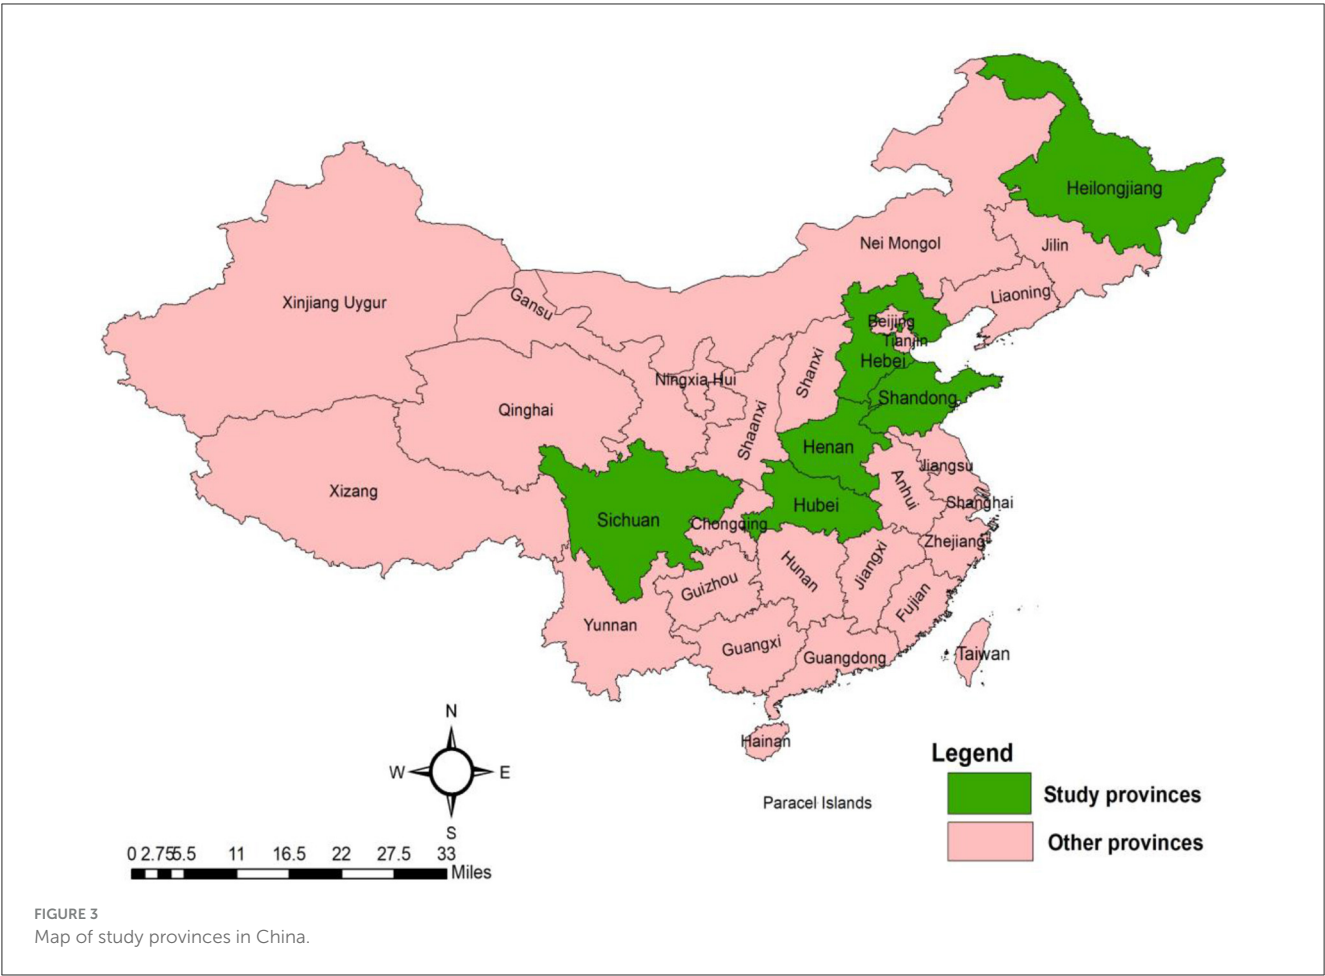 Heilongjiang
Nei Mongol
Jilin
Liaoning
Xinjiang Uygur
Gansu
Beijing
Tianjin
Hebei
Shanxi
Ningxia Hui
Shandong
Qinghai
Shaanxi
Henan
Jiangsu
Anhui
Xizang
Shanghai
Hubei
Sichuan
Chongqing
Zhejiang
Hunan
Jiangxi
Guizhou
Fujian
Yunnan
Guangxi
Guangdong
Taiwan
Hainan
Paracel Islands
N
W E
S
Legend
Study provinces
Other provinces
0 2.75 5.5 11 16.5 22 27.5 33
Miles
FIGURE 3
Map of study provinces in China.